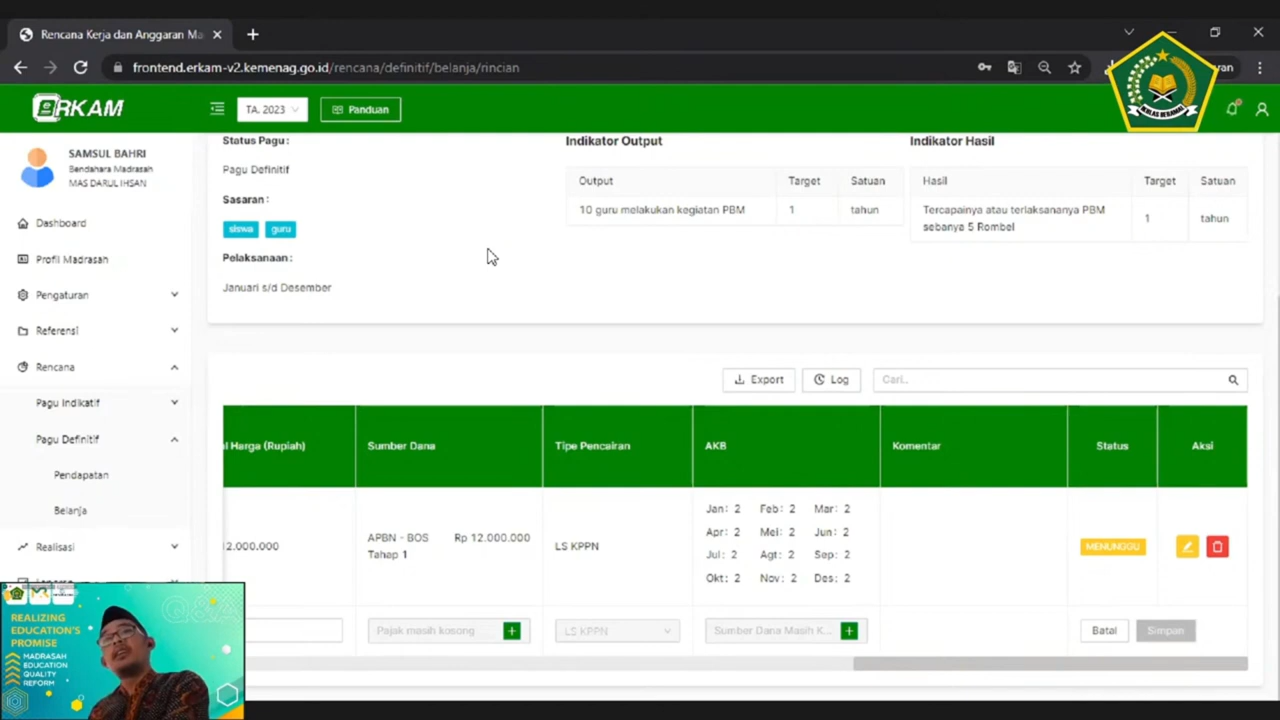 Rencana Kerja dan Anggaran Ma
frontend.erkam-v2.kemenag.go.id/rencana/definitif/belanja/rincian
eRKAM
TA. 2023
Panduan
IKHLAS BERAMAL
SAMSUL BAHRI
Bendahara Madrasah
MAS DARUL IHSAN
Dashboard
Profil Madrasah
Pengaturan
Referensi
Rencana
Pagu Indikatif
Pagu Definitif
Pendapatan
Belanja
Realisasi
Status Pagu :
Pagu Definitif
Sasaran :
siswa guru
Pelaksanaan :
Januari s/d Desember
Indikator Output
Output Target Satuan
10 guru melakukan kegiatan PBM 1 tahun
Indikator Hasil
Hasil Target Satuan
Tercapainya atau terlaksananya PBM
sebanya 5 Rombel 1 tahun
Export Log Cari..
l Harga (Rupiah) Sumber Dana Tipe Pencairan AKB Komentar Status Aksi
2.000.000
APBN - BOS Rp 12.000.000
Tahap 1
LS KPPN
Jan: 2 Feb: 2 Mar: 2
Apr: 2 Mei: 2 Jun: 2
Jul: 2 Agt: 2 Sep: 2
Okt: 2 Nov: 2 Des: 2
MENUNGGU
Pajak masih kosong
LS KPPN
Sumber Dana Masih K...
Batal Simpan
Q&A
REALIZING
EDUCATION'S
PROMISE
MADRASAH
EDUCATION
QUALITY
REFORM